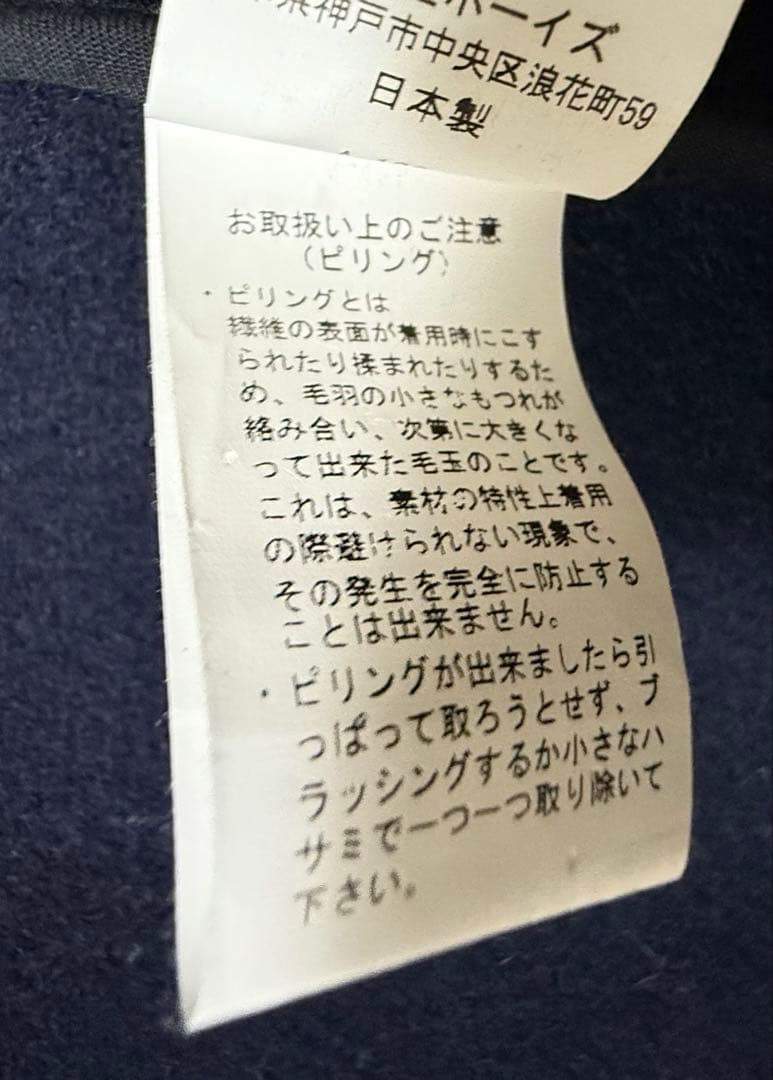 ボーイズ
県神戸市中央区浪花町59
日本製
お取扱い上のご注意
(ピリング)
・ピリングとは
繊維の表面が着用時にこす
られたり揉まれたりするた
め、毛羽の小さなもつれが
絡み合い、次第に大きくな
って出来た毛玉のことです。
これは、素材の特性上着用
の際避けられない現象で、
その発生を完全に防止する
ことは出来ません。
・ピリングが出来ましたら引
っぱって取ろうとせず、ブ
ラッシングするか小さなハ
サミで一つ一つ取り除いて
下さい。